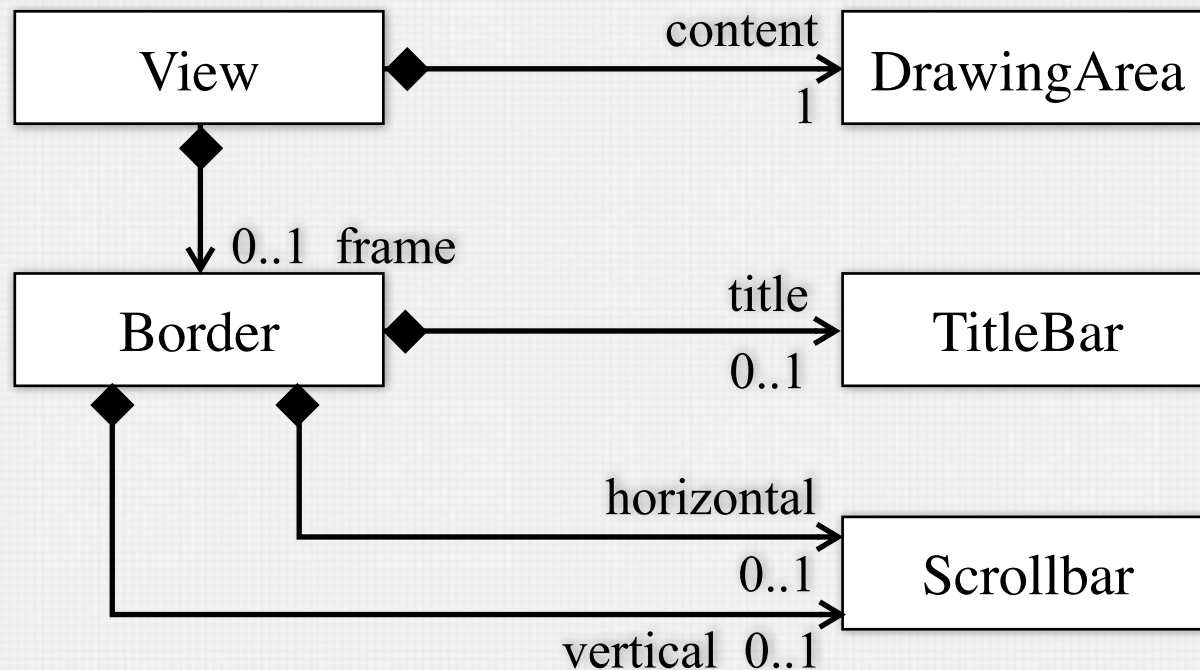 View
content
1
DrawingArea
0..1 frame
Border
title
0..1
TitleBar
horizontal
0..1
Scrollbar
vertical 0..1